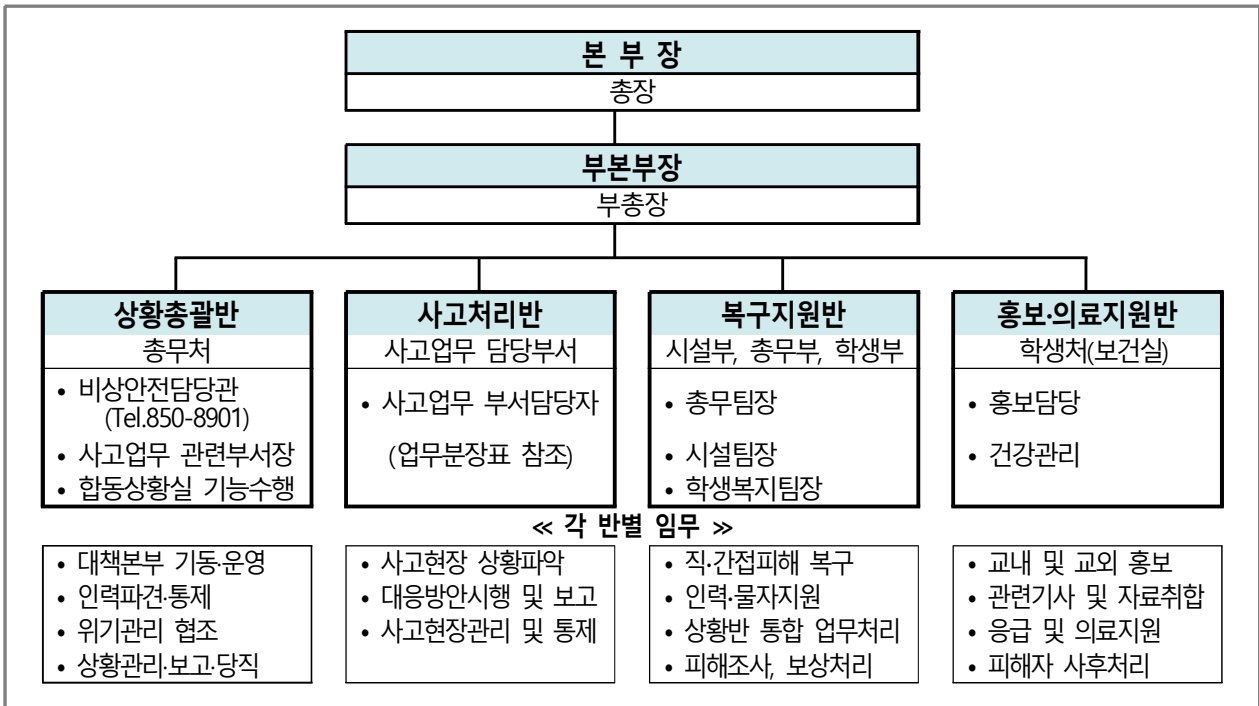 본 부 장
총장
부본부장
부총장
상황총괄반
총무처
• 비상안전담당관
(Tel.850-8901)
• 사고업무 관련부서장
• 합동상황실 기능수행
사고처리반
사고업무 담당부서
• 사고업무 부서담당자
(업무분장표 참조)
복구지원반
시설부, 총무부, 학생부
• 총무팀장
• 시설팀장
• 학생복지팀장
홍보·의료지원반
학생처(보건실)
• 홍보담당
• 건강관리
≪ 각 반별 임무 ≫
• 대책본부 기동·운영
• 인력파견·통제
• 위기관리 협조
• 상황관리·보고·당직
• 사고현장 상황파악
• 대응방안시행 및 보고
• 사고현장관리 및 통제
• 직·간접피해 복구
• 인력·물자지원
• 상황반 통합 업무처리
• 피해조사, 보상처리
• 교내 및 교외 홍보
• 관련기사 및 자료취합
• 응급 및 의료지원
• 피해자 사후처리